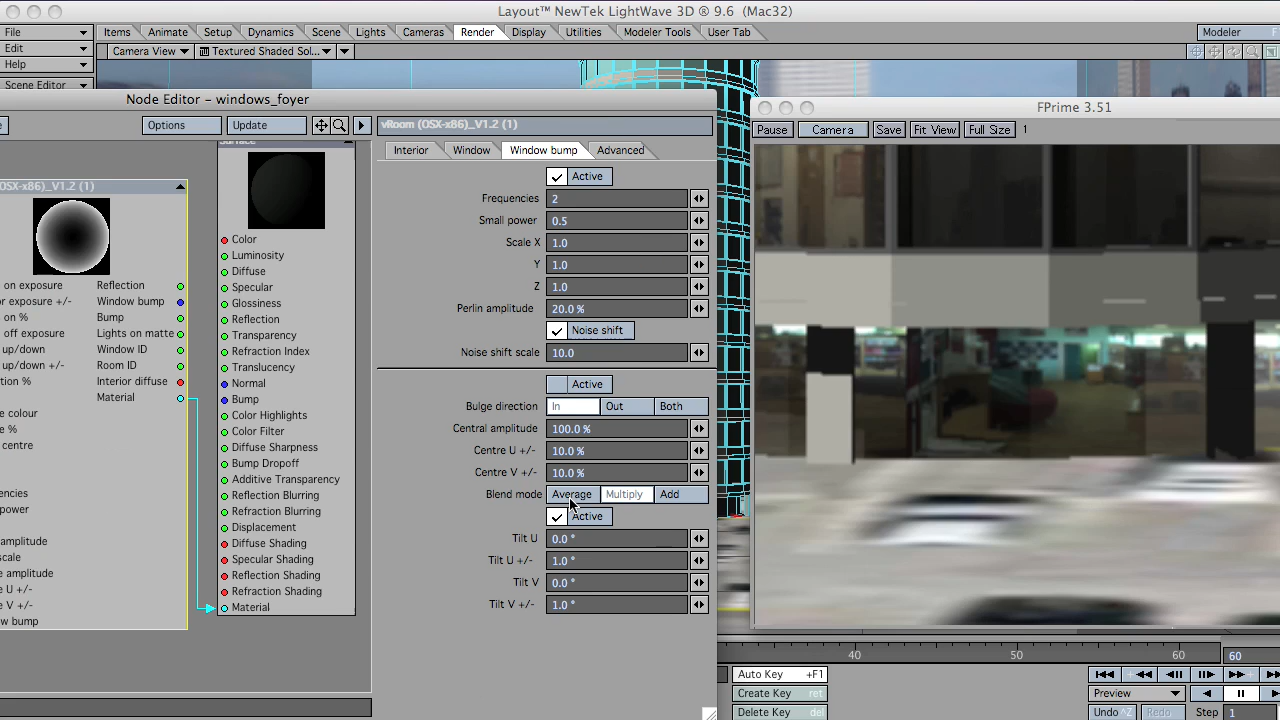 Layout™ NewTek LightWave 3D ® 9.6 (Mac32)
File
Items
Animate
Setup
Dynamics
Scene
Lights
Cameras
Render
Display
Utilities
Modeler Tools
User Tab
Modeler
Edit
Camera View
Textured Shaded Sol...
Help
Scene Editor
Node Editor - windows_foyer
Options
Update
vRoom (OSX-x86)_V1.2 (1)
Interior
Window
Window bump
Advanced
Surface
OSX-x86)_V1.2 (1)
on exposure
or exposure +/-
on %
off exposure
up/down
up/down +/-
tion %
e colour
e %
centre
encies
power
amplitude
scale
e amplitude
e U +/-
e V +/-
w bump
Reflection
Window bump
Bump
Lights on matte
Window ID
Room ID
Interior diffuse
Material
Color
Luminosity
Diffuse
Specular
Glossiness
Reflection
Transparency
Refraction Index
Translucency
Normal
Bump
Color Highlights
Color Filter
Diffuse Sharpness
Bump Dropoff
Additive Transparency
Reflection Blurring
Refraction Blurring
Displacement
Diffuse Shading
Specular Shading
Reflection Shading
Refraction Shading
Material
Active
Frequencies 2
Small power 0.5
Scale X 1.0
Y 1.0
Z 1.0
Perlin amplitude 20.0 %
Noise shift
Noise shift scale 10.0
Active
Bulge direction In Out Both
Central amplitude 100.0 %
Centre U +/- 10.0 %
Centre V +/- 10.0 %
Blend mode Average Multiply Add
Active
Tilt U 0.0 °
Tilt U +/- 1.0 °
Tilt V 0.0 °
Tilt V +/- 1.0 °
FPrime 3.51
Pause
Camera
Save
Fit View
Full Size
1
40
50
60
60
Auto Key +F1
Create Key ret
Delete Key del
Preview
Undo ^Z
Redo
Step 1